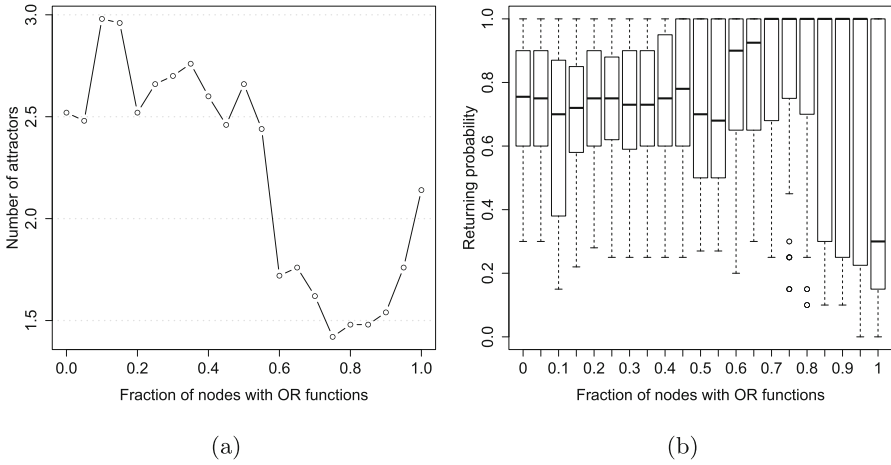 3.0
2.5
2.0
1.5
Number of attractors
0.0 0.2 0.4 0.6 0.8 1.0
Fraction of nodes with OR functions
(a)
1.0
0.8
0.6
0.4
0.2
0.0
Returning probability
0 0.1 0.2 0.3 0.4 0.5 0.6 0.7 0.8 0.9 1
Fraction of nodes with OR functions
(b)